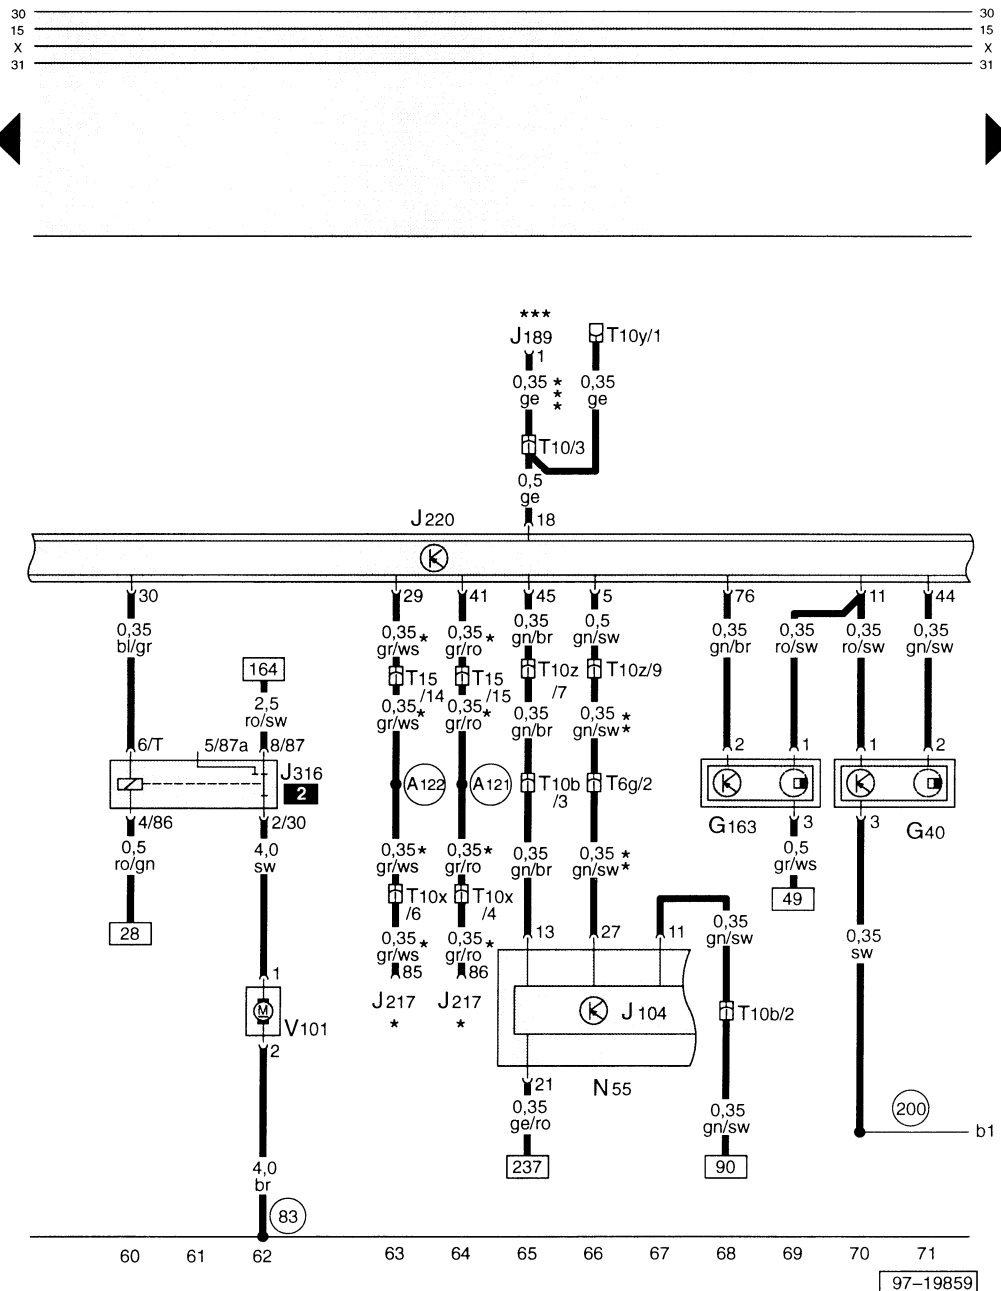 30 30
15 15
X X
31 31
***
J189 T10y/1
1
0,35 * 0,35
ge * ge
*
T10/3
0,5
ge
J220 18
30 29 41 45 5 76 11 44
0,35 0,35* 0,35* 0,35 0,5 0,35 0,35 0,35 0,35
bl/gr gr/ws gr/ro gn/br gn/sw gn/br ro/sw ro/sw gn/sw
164 T15 T15 T10z T10z/9
/14 /15 /7
2,5 0,35 0,35 0,35 0,35 *
ro/sw gr/ws* gr/ro* gn/br gn/sw*
6/T 5/87a 8/87 2 1 1 2
J316 A122 A121 T10b T6g/2
2 /3
4/86 2/30 G163 3 3 G40
0,5 4,0 0,35* 0,35* 0,35 0,35 * 0,5
ro/gn sw gr/ws gr/ro gn/br gn/sw* gr/ws
T10x T10x 49
/6 /4
28 13 27 11 0,35 0,35
0,35* 0,35* gn/sw sw
gr/ws gr/ro
1 85 86
J217 J217 J104 T10b/2
M V101 * *
2 21 N55
0,35 0,35 200
ge/ro gn/sw b1
4,0 237 90
br
83
60 61 62 63 64 65 66 67 68 69 70 71
97-19859